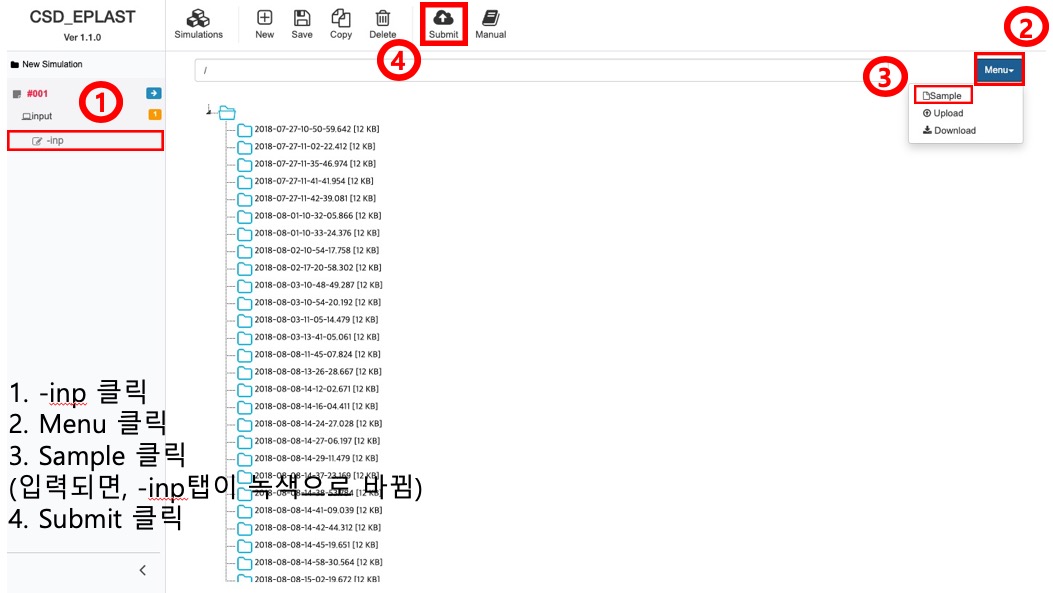 CSD_EPLAST
Ver 1.1.0
Simulations
New
Save
Copy
Delete
Submit
Manual
2
4
New Simulation
/
Menu
3
#001
1
input
1
-inp
Sample
Upload
Download
2018-07-27-10-50-59.642 [12 KB]
2018-07-27-11-02-22.412 [12 KB]
2018-07-27-11-35-46.974 [12 KB]
2018-07-27-11-41-41.954 [12 KB]
2018-07-27-11-42-39.081 [12 KB]
2018-08-01-10-32-05.866 [12 KB]
2018-08-01-10-33-24.376 [12 KB]
2018-08-02-10-54-17.758 [12 KB]
2018-08-02-17-20-58.302 [12 KB]
2018-08-03-10-48-49.287 [12 KB]
2018-08-03-10-54-20.192 [12 KB]
2018-08-03-11-05-14.479 [12 KB]
2018-08-03-13-41-05.061 [12 KB]
2018-08-08-11-45-07.824 [12 KB]
2018-08-08-13-26-28.667 [12 KB]
2018-08-08-14-12-02.671 [12 KB]
2018-08-08-14-16-04.411 [12 KB]
2018-08-08-14-24-27.028 [12 KB]
2018-08-08-14-27-06.197 [12 KB]
2018-08-08-14-29-11.479 [12 KB]
2018-08-08-14-37-23.169 [12 KB]
[12 KB]
2018-08-08-14-41-09.039 [12 KB]
2018-08-08-14-42-44.312 [12 KB]
2018-08-08-14-45-19.651 [12 KB]
2018-08-08-14-58-30.564 [12 KB]
2018-08-08-15-02-19.672 [12 KB]
1. -inp 클릭
2. Menu 클릭
3. Sample 클릭
(입력되면, -inp탭이 녹색으로 바뀜)
4. Submit 클릭